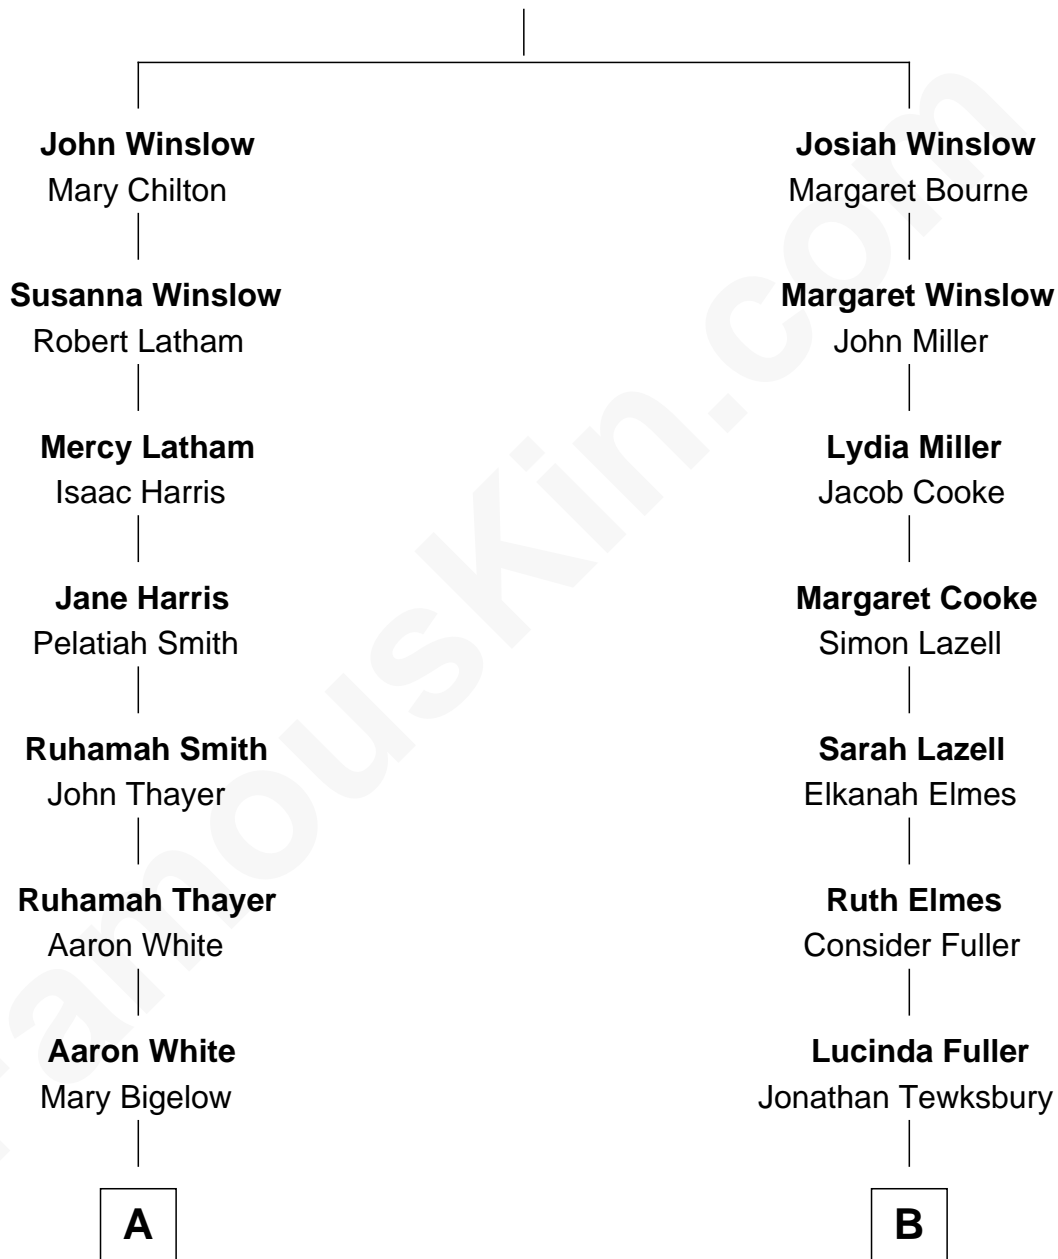 John Winslow
Mary Chilton
Susanna Winslow
Robert Latham
Mercy Latham
Isaac Harris
Jane Harris
Pelatiah Smith
Ruhamah Smith
John Thayer
Ruhamah Thayer
Aaron White
Aaron White
Mary Bigelow
A
Josiah Winslow
Margaret Bourne
Margaret Winslow
John Miller
Lydia Miller
Jacob Cooke
Margaret Cooke
Simon Lazell
Sarah Lazell
Elkanah Elmes
Ruth Elmes
Consider Fuller
Lucinda Fuller
Jonathan Tewksbury
B
FamousKin.com